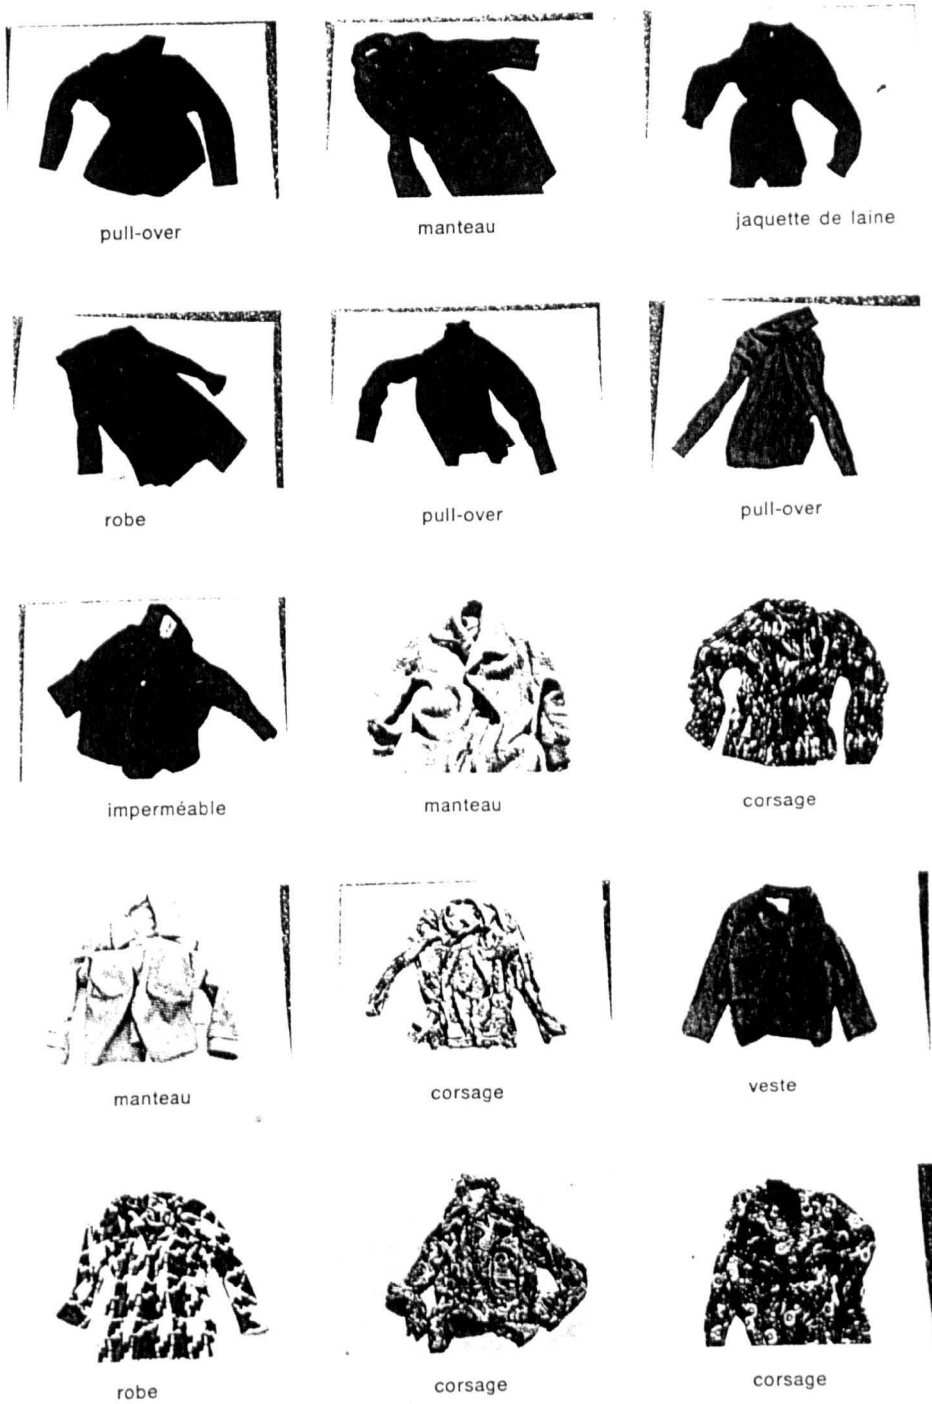 pull-over
manteau
jaquette de laine
robe
pull-over
pull-over
imperméable
manteau
corsage
manteau
corsage
veste
robe
corsage
corsage